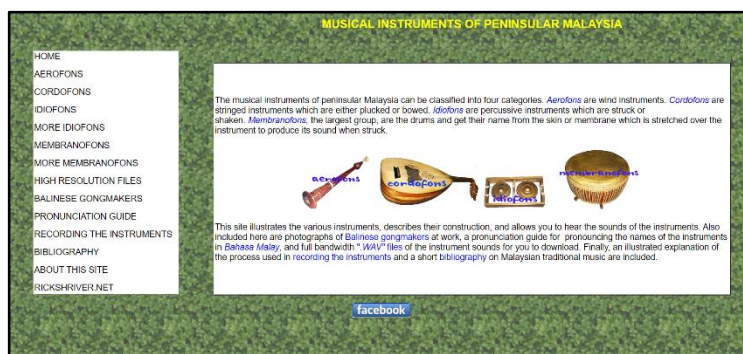 MUSICAL INSTRUMENTS OF PENINSULAR MALAYSIA
HOME
AEROFONS
CORDOFONS
IDIOFONS
MORE IDIOFONS
MEMBRANOFONS
MORE MEMBRANOFONS
HIGH RESOLUTION FILES
BALINESE GONGMAKERS
PRONUNCIATION GUIDE
RECORDING THE INSTRUMENTS
BIBLIOGRAPHY
ABOUT THIS SITE
RICKSHRIVER.NET
The musical instruments of peninsular Malaysia can be classified into four categories. Aerofons are wind instruments. Cordofons are
stringed instruments which are either plucked or bowed. Idiofons are percussive instruments which are struck or
shaken. Membranofons, the largest group, are the drums and get their name from the skin or membrane which is stretched over the
instrument to produce its sound when struck.
aerofons
cordofons
idiofons
membranofons
This site illustrates the various instruments, describes their construction, and allows you to hear the sounds of the instruments. Also
included here are photographs of Balinese gongmakers at work, a pronunciation guide for pronouncing the names of the instruments
in Bahasa Malay, and full bandwidth ".WAV" files of the instrument sounds for you to download. Finally, an illustrated explanation of
the process used in recording the instruments and a short bibliography on Malaysian traditional music are included.
facebook